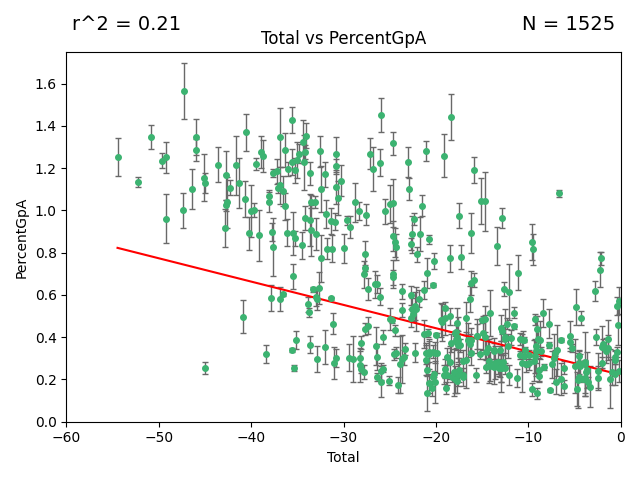 r^2 = 0.21
N = 1525
Total vs PercentGpA
PercentGpA
1.6
1.4
1.2
1.0
0.8
0.6
0.4
0.2
0.0
−60 −50 −40 −30 −20 −10 0
Total